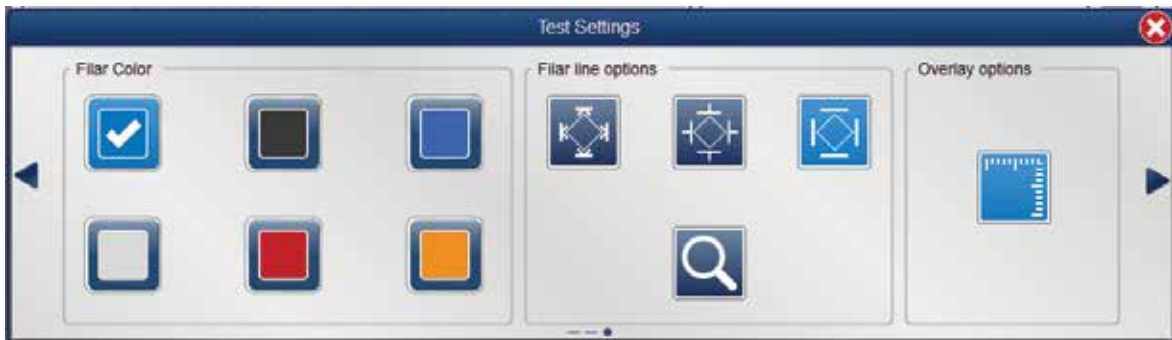 Test Settings
Filar Color
Filar line options
Overlay options